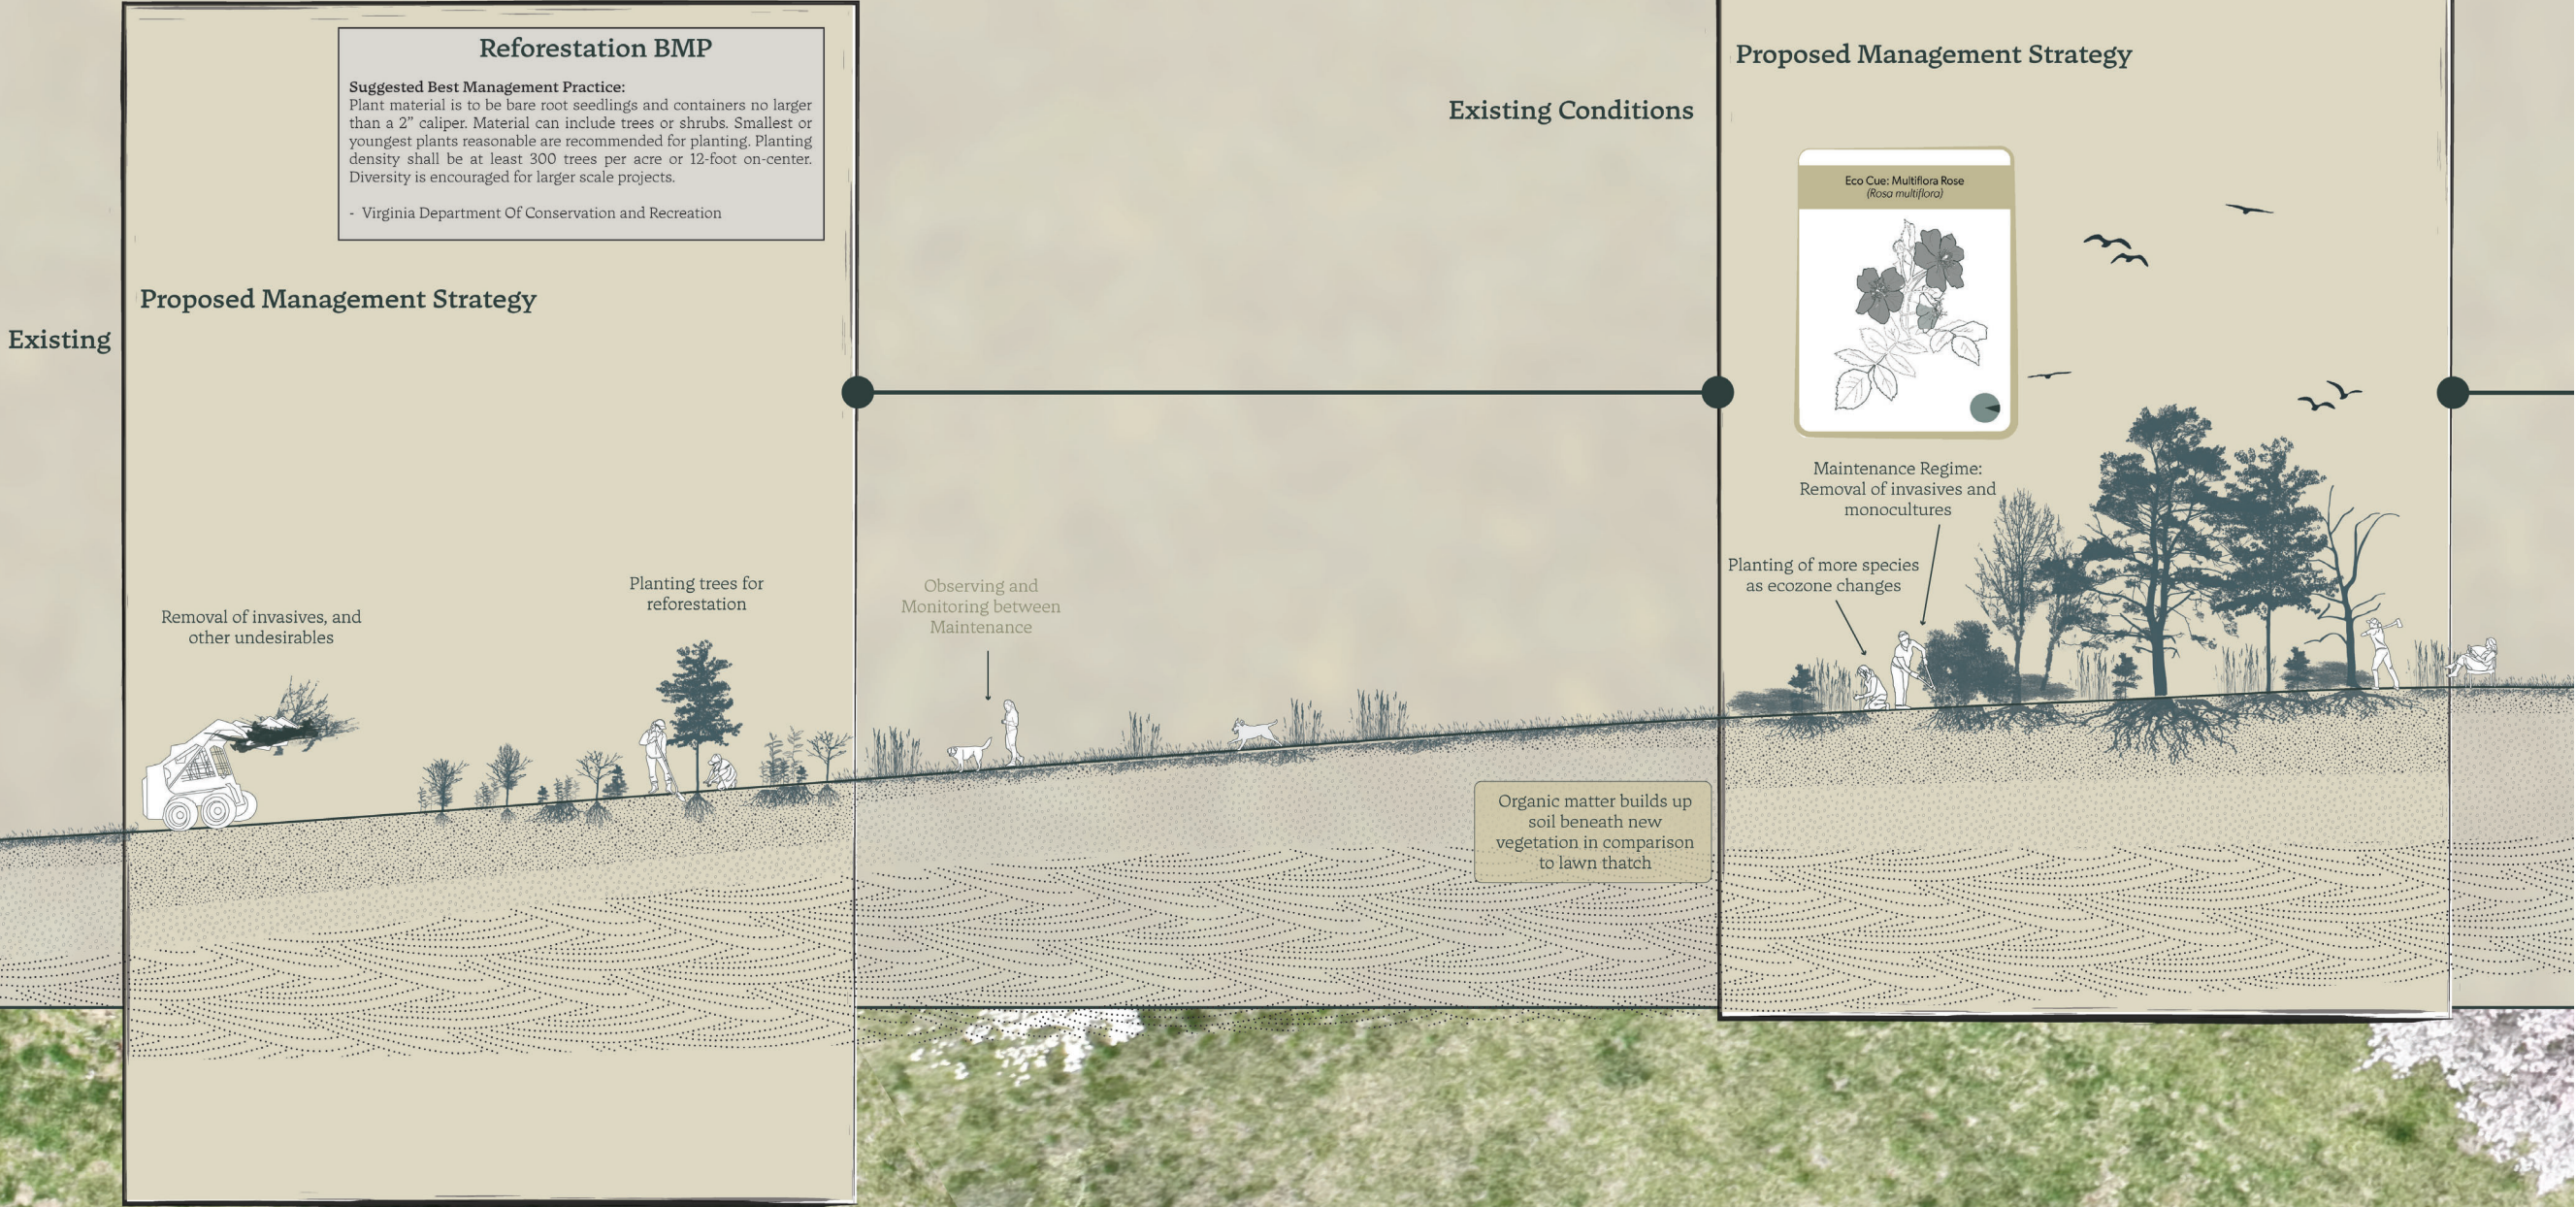 Reforestation BMP
Suggested Best Management Practice:
Plant material is to be bare root seedlings and containers no larger
than a 2” caliper. Material can include trees or shrubs. Smallest or
youngest plants reasonable are recommended for planting. Planting
density shall be at least 300 trees per acre or 12-foot on-center.
Diversity is encouraged for larger scale projects.
- Virginia Department Of Conservation and Recreation
Proposed Management Strategy
Existing
Removal of invasives, and
other undesirables
Planting trees for
reforestation
Existing Conditions
Observing and
Monitoring between
Maintenance
Organic matter builds up
soil beneath new
vegetation in comparison
to lawn thatch
Proposed Management Strategy
Eco Cue: Multiflora Rose
(Rosa multiflora)
Maintenance Regime:
Removal of invasives and
monocultures
Planting of more species
as ecozone changes